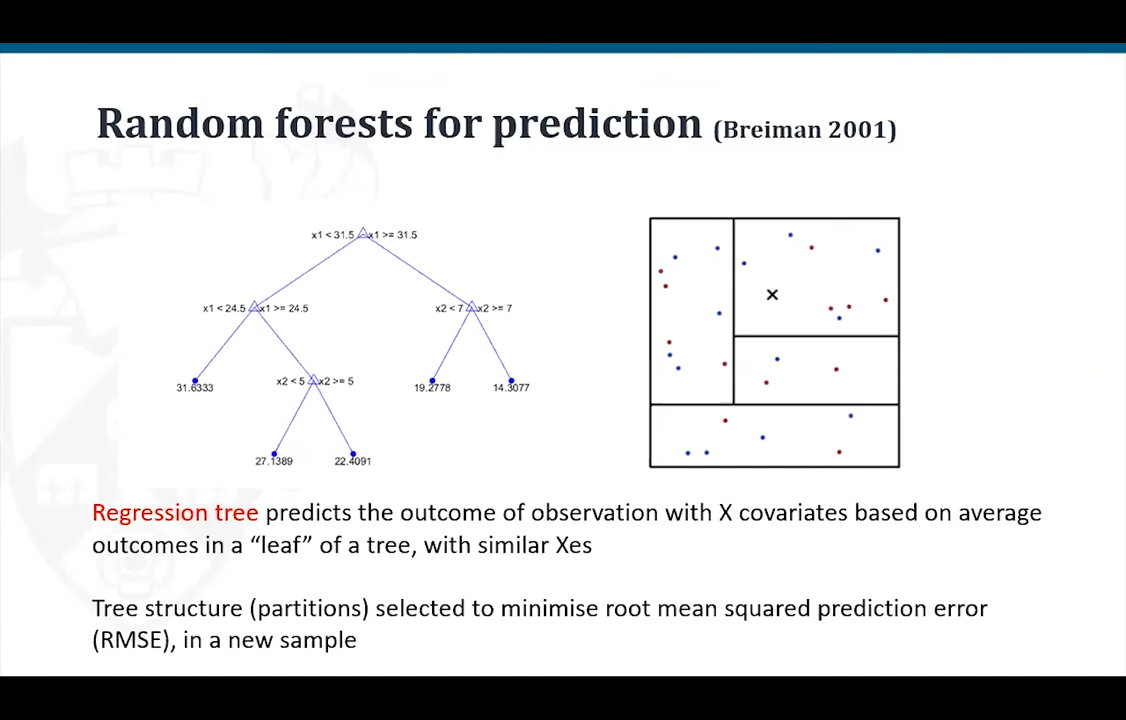 Random forests for prediction (Breiman 2001)
x1 < 31.5 x1 >= 31.5
x1 < 24.5 x1 >= 24.5
x2 < 7 x2 >= 7
31.6333
x2 < 5 x2 >= 5
19.2778
14.3077
27.1389
22.4091
Regression tree predicts the outcome of observation with X covariates based on average
outcomes in a “leaf” of a tree, with similar Xes
Tree structure (partitions) selected to minimise root mean squared prediction error
(RMSE), in a new sample